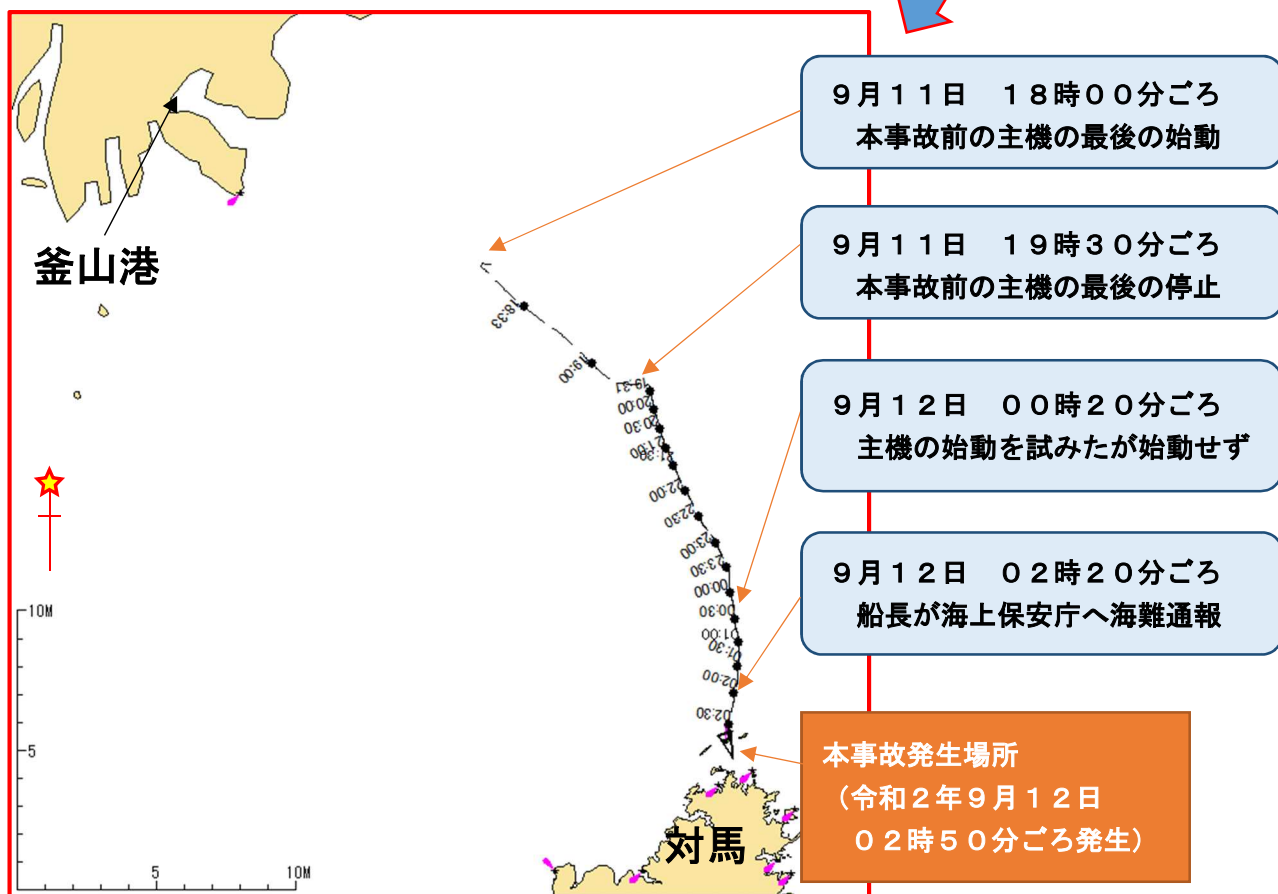 ９月１１日　１８時００分ごろ
本事故前の主機の最後の始動
９月１１日　１９時３０分ごろ
本事故前の主機の最後の停止
９月１２日　００時２０分ごろ
主機の始動を試みたが始動せず
９月１２日　０２時２０分ごろ
船長が海上保安庁へ海難通報
本事故発生場所
（令和２年９月１２日
０２時５０分ごろ発生）
釜山港
18:33
19:00
19:31
20:00
20:30
21:00
21:30
22:00
22:30
23:00
23:30
00:00
00:30
01:00
01:30
02:00
02:30
対馬
10M
5
5
10M